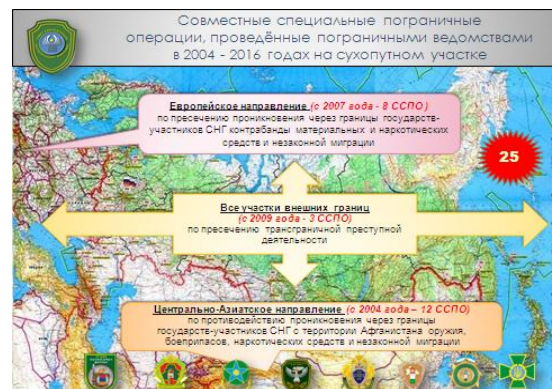 Совместные специальные пограничные
операции, проведённые пограничными ведомствами
в 2004 - 2016 годах на сухопутном участке
Европейское направление (с 2007 года - 8 ССПО)
по пресечению проникновения через границы государств-
участников СНГ контрабанды материальных и наркотических
средств и незаконной миграции
25
Все участки внешних границ
(с 2009 года - 3 ССПО)
по пресечению трансграничной преступной
деятельности
Центрально-Азиатское направление (с 2004 года – 12 ССПО)
по противодействию проникновения через границы
государств-участников СНГ с территории Афганистана оружия,
боеприпасов, наркотических средств и незаконной миграции